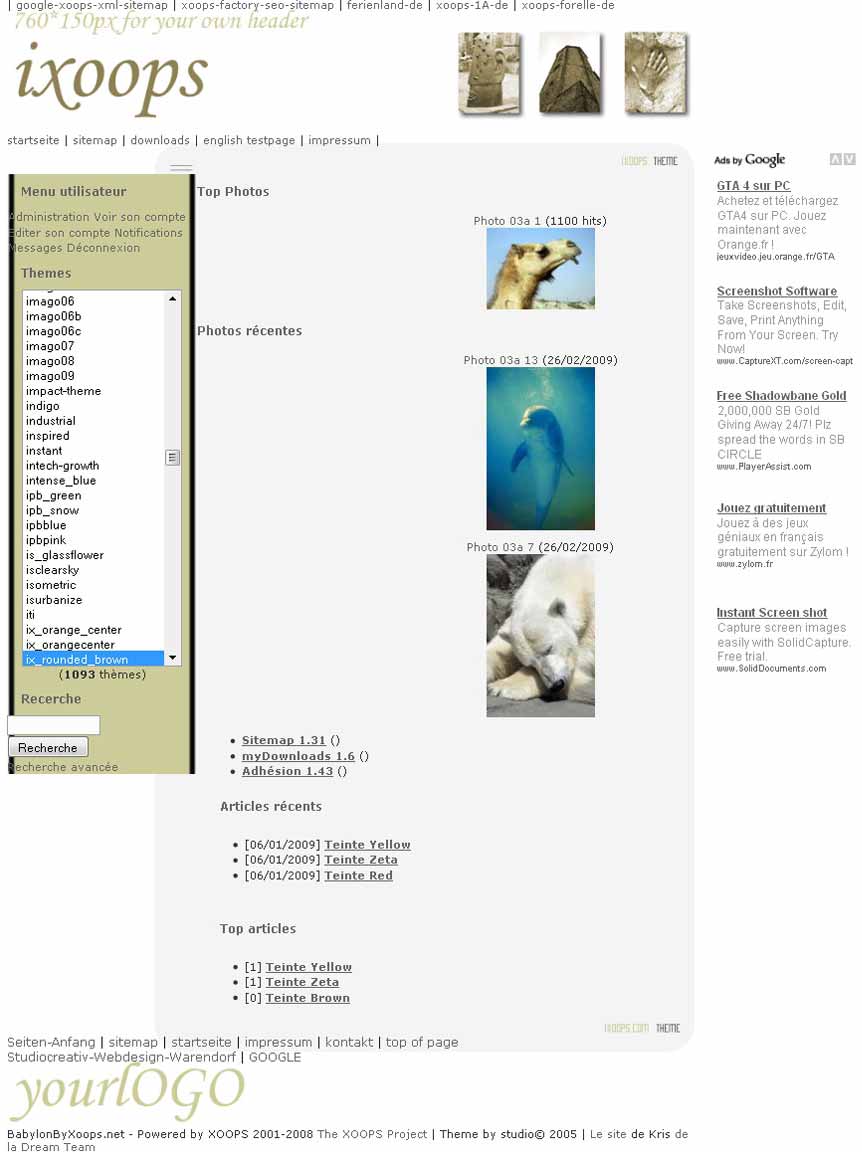 | google-xoops-xml-sitemap | xoops-factory-seo-sitemap | ferienland-de | xoops-1A-de | xoops-forelle-de
760*150px for your own header
ixoops
startseite | sitemap | downloads | english testpage | impressum |
IXOOPS THEME
Menu utilisateur
Administration Voir son compte
Editer son compte Notifications
Messages Déconnexion
Themes
imago06
imago06b
imago06c
imago07
imago08
imago09
impact-theme
indigo
industrial
inspired
instant
intech-growth
intense_blue
ipb_green
ipb_snow
ipbblue
ipbpink
is_glassflower
isclearsky
isometric
isurbanize
iti
ix_orange_center
ix_orangecenter
ix_rounded_brown
(1093 thèmes)
Recerche
Recherche
Recherche avancée
Top Photos
Photo 03a 1 (1100 hits)
Photos récentes
Photo 03a 13 (26/02/2009)
Photo 03a 7 (26/02/2009)
Sitemap 1.31 ()
myDownloads 1.6 ()
Adhésion 1.43 ()
Articles récents
[06/01/2009] Teinte Yellow
[06/01/2009] Teinte Zeta
[06/01/2009] Teinte Red
Top articles
[1] Teinte Yellow
[1] Teinte Zeta
[0] Teinte Brown
IXOOPS.COM THEME
Ads by Google
GTA 4 sur PC
Achetez et téléchargez
GTA4 sur PC. Jouez
maintenant avec
Orange.fr !
jeuxvideo.jeu.orange.fr/GTA
Screenshot Software
Take Screenshots, Edit,
Save, Print Anything
From Your Screen. Try
Now!
www.CaptureXT.com/screen-capt
Free Shadowbane Gold
2,000,000 SB Gold
Giving Away 24/7! Plz
spread the words in SB
CIRCLE
www.PlayerAssist.com
Jouez gratuitement
Jouez à des jeux
géniaux en français
gratuitement sur Zylom !
www.zylom.fr
Instant Screen shot
Capture screen images
easily with SolidCapture.
Free trial.
www.SolidDocuments.com
Seiten-Anfang | sitemap | startseite | impressum | kontakt | top of page
Studiocreativ-Webdesign-Warendorf | GOOGLE
yourlOGO
BabylonByXoops.net - Powered by XOOPS 2001-2008 The XOOPS Project | Theme by studio© 2005 | Le site de Kris de
la Dream Team